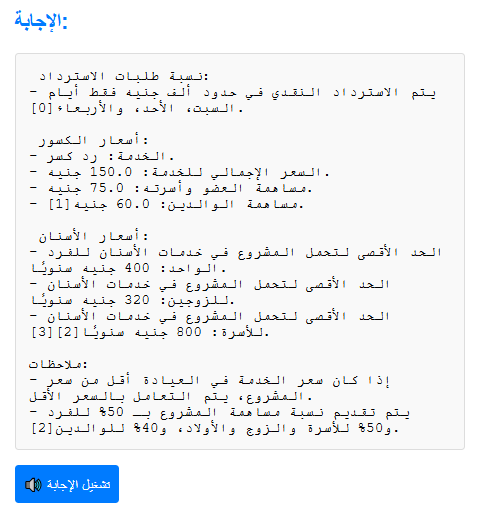 الإجابة:
نسبة طلبات الاسترداد:
- يتم الاسترداد النقدي في حدود ألف جنيه فقط أيام
السبت، الأحد، والأربعاء[0].
أسعار الكسور:
- الخدمة: رد كسر.
- السعر الإجمالي للخدمة: 150.0 جنيه.
- مساهمة العضو وأسرته: 75.0 جنيه.
- مساهمة الوالدين: 60.0 جنيه[1].
أسعار الأسنان:
- الحد الأقصى لتحمل المشروع في خدمات الأسنان للفرد
الواحد: 400 جنيه سنويًا.
- الحد الأقصى لتحمل المشروع في خدمات الأسنان
للزوجين: 320 جنيه سنويًا.
- الحد الأقصى لتحمل المشروع في خدمات الأسنان
للأسرة: 800 جنيه سنويًا[2][3].
ملاحظات:
- إذا كان سعر الخدمة في العيادة أقل من سعر
المشروع، يتم التعامل بالسعر الأقل.
- يتم تقديم نسبة مساهمة المشروع بـ 50% للفرد
و50% للأسرة والزوج والأولاد، و40% للوالدين[2].
تشغيل الإجابة